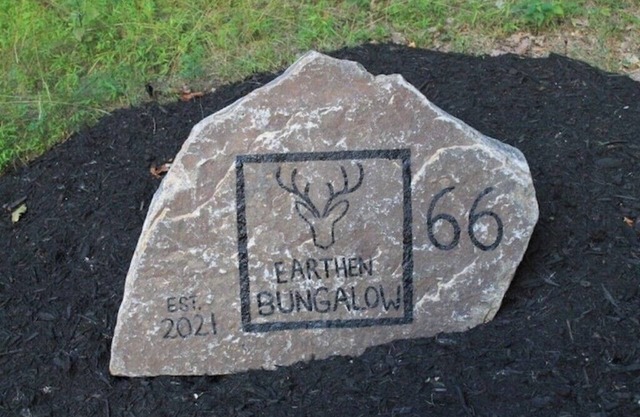 EARTHEN
BUNGALOW
66
EST.
2021